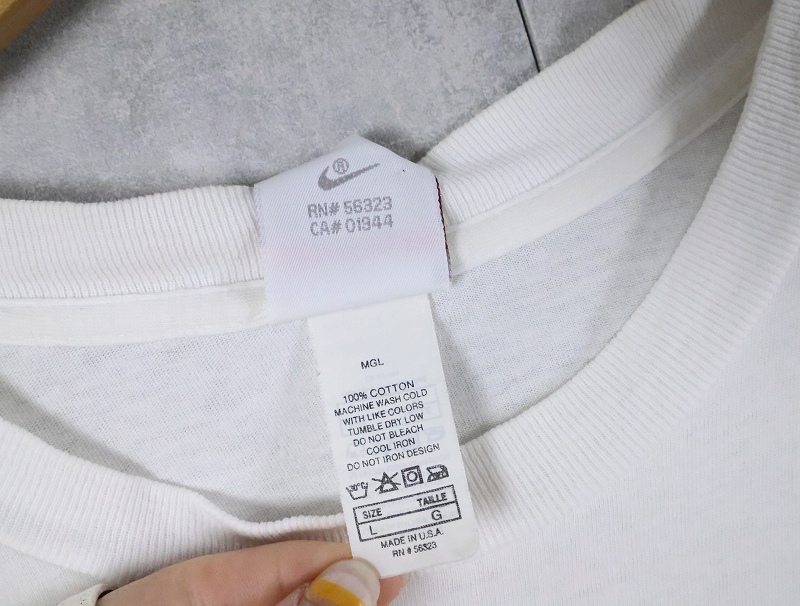 ®
RN# 56323
CA# 01944
MGL
100% COTTON
MACHINE WASH COLD
WITH LIKE COLORS
TUMBLE DRY LOW
DO NOT BLEACH
COOL IRON
DO NOT IRON DESIGN
30°C
SIZE TAILLE
L G
MADE IN U.S.A.
RN # 56323